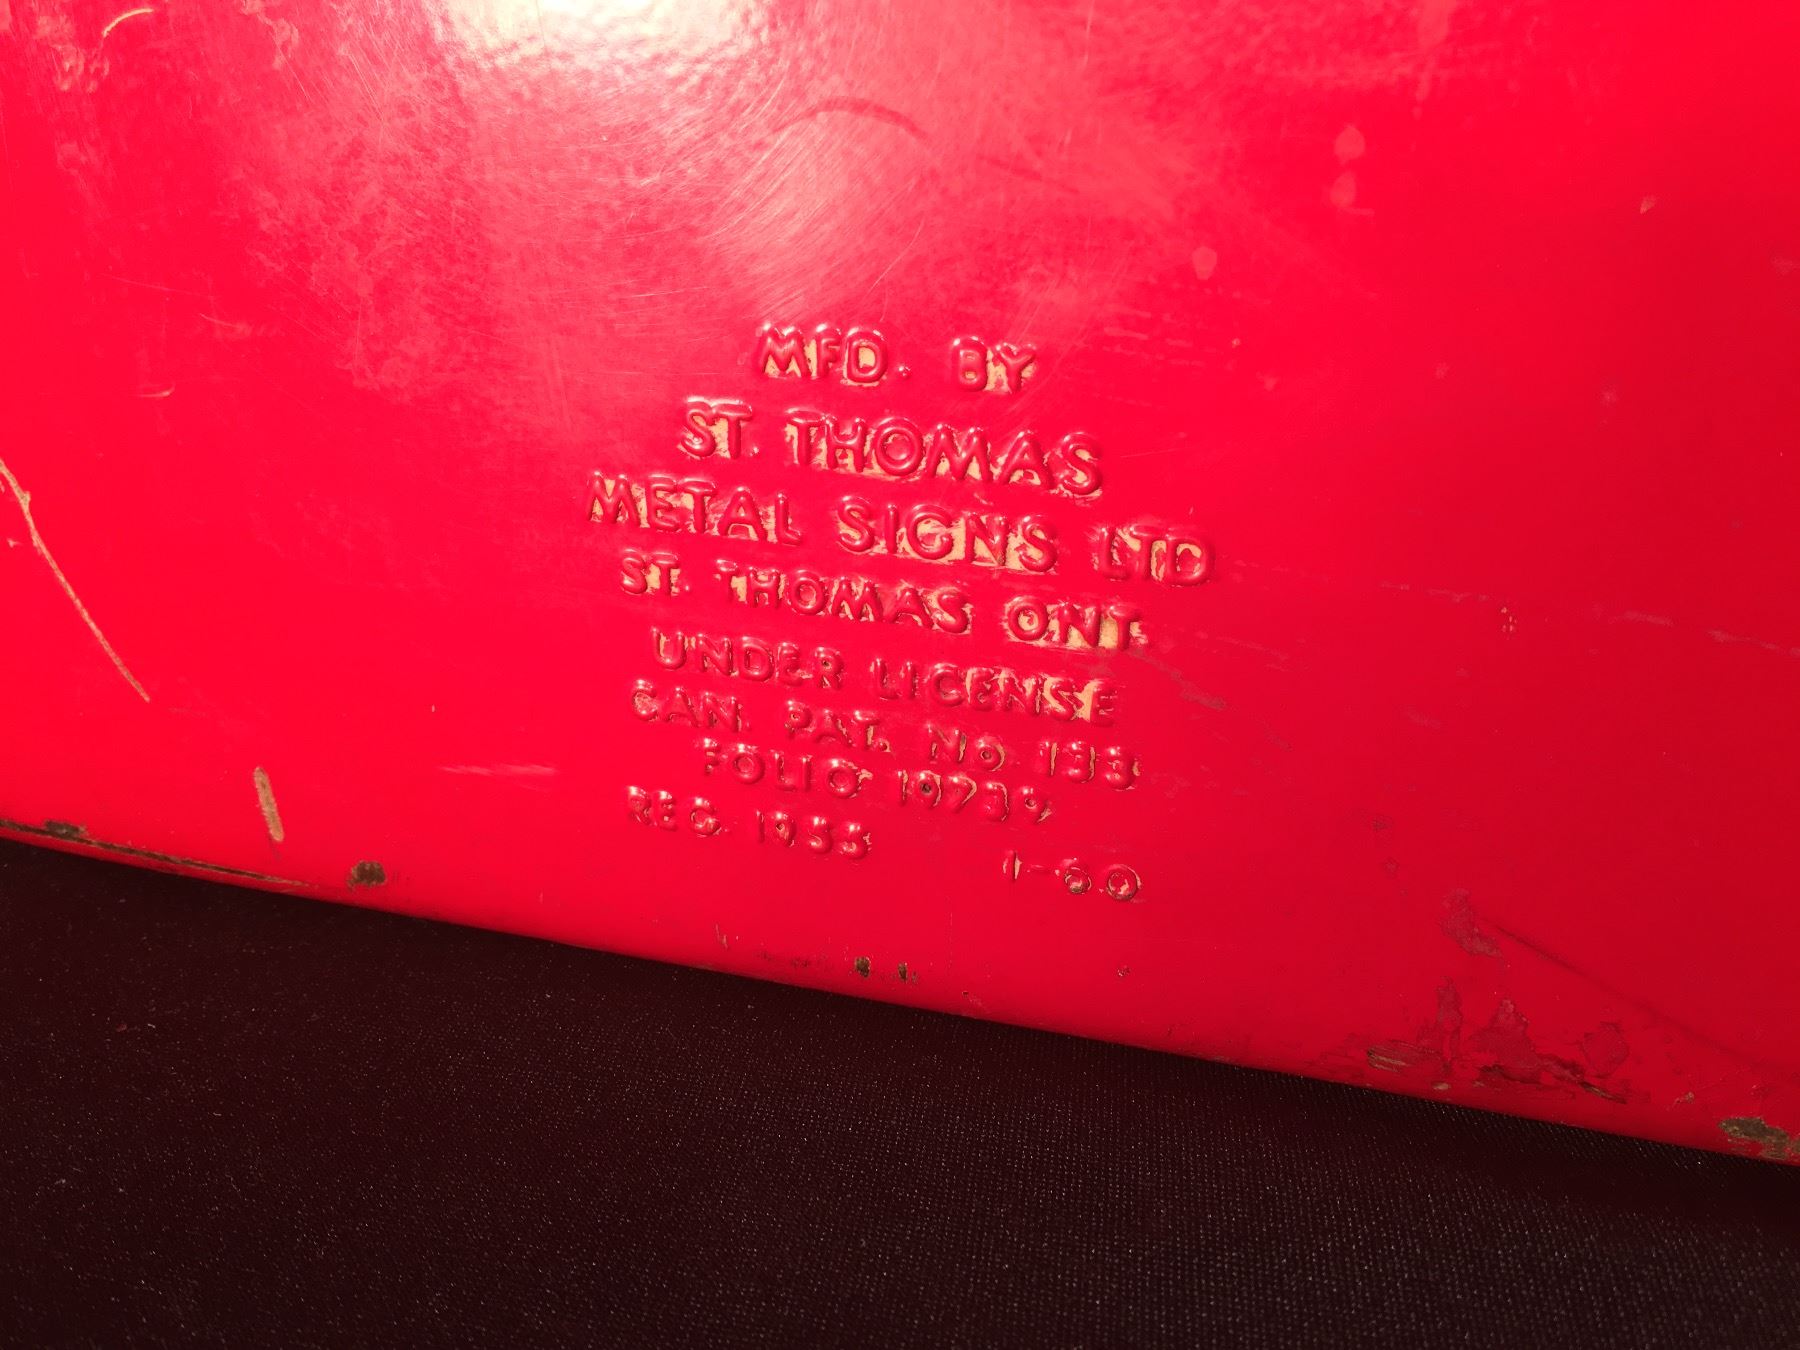 MFD. BY
ST. THOMAS
METAL SIGNS LTD
ST. THOMAS ONT.
UNDER LICENSE
CAN. PAT. No. 133
FOLIO 19739
REG. 1955 1-60